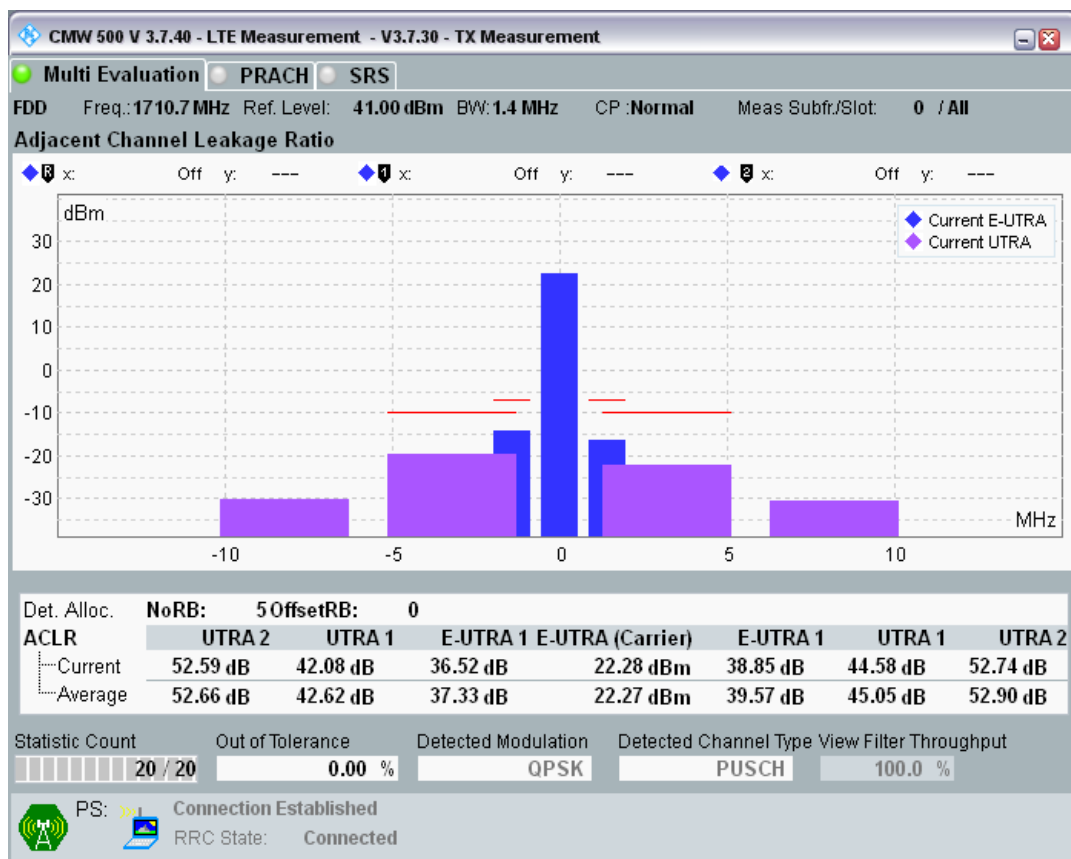 CMW 500 V 3.7.40 - LTE Measurement - V3.7.30 - TX Measurement
Multi Evaluation PRACH SRS
FDD Freq.: 1710.7 MHz Ref. Level: 41.00 dBm BW: 1.4 MHz CP :Normal Meas Subfr./Slot: 0 / All
Adjacent Channel Leakage Ratio
R x: Off y: --- 1 x: Off y: --- 2 x: Off y: ---
dBm
Current E-UTRA
Current UTRA
30
20
10
0
-10
-20
-30
MHz
-10 -5 0 5 10
Det. Alloc. NoRB: 5 OffsetRB: 0
ACLR UTRA 2 UTRA 1 E-UTRA 1 E-UTRA (Carrier) E-UTRA 1 UTRA 1 UTRA 2
Current 52.59 dB 42.08 dB 36.52 dB 22.28 dBm 38.85 dB 44.58 dB 52.74 dB
Average 52.66 dB 42.62 dB 37.33 dB 22.27 dBm 39.57 dB 45.05 dB 52.90 dB
Statistic Count Out of Tolerance Detected Modulation Detected Channel Type View Filter Throughput
20 / 20 0.00 % QPSK PUSCH 100.0 %
PS: Connection Established
RRC State: Connected